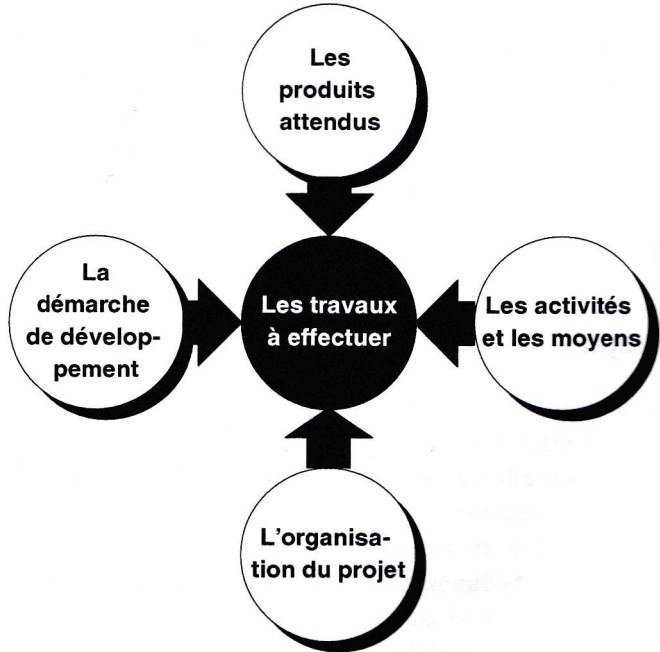 Les
produits
attendus
La
démarche
de dévelop-
pement
Les travaux
à effectuer
Les activités
et les moyens
L'organisa-
tion du projet